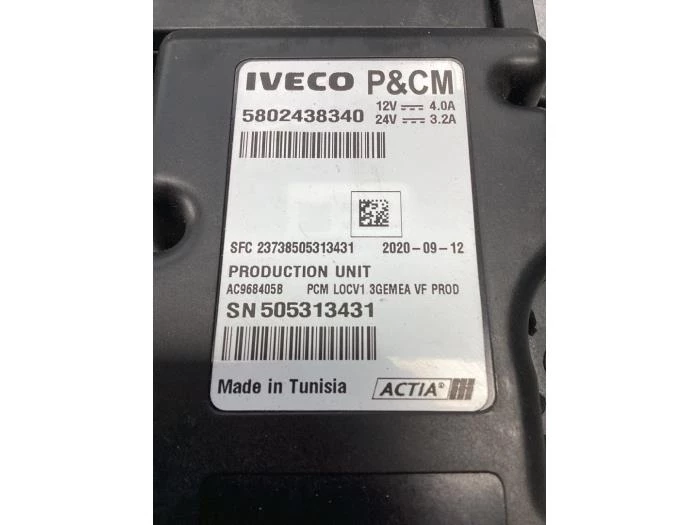 IVECO P&CM
5802438340
12V ⎓ 4.0A
24V ⎓ 3.2A
SFC 23738505313431 2020-09-12
PRODUCTION UNIT
AC968405B PCM LOCV1 3GEMEA VF PROD
SN 505313431
Made in Tunisia ACTIA®